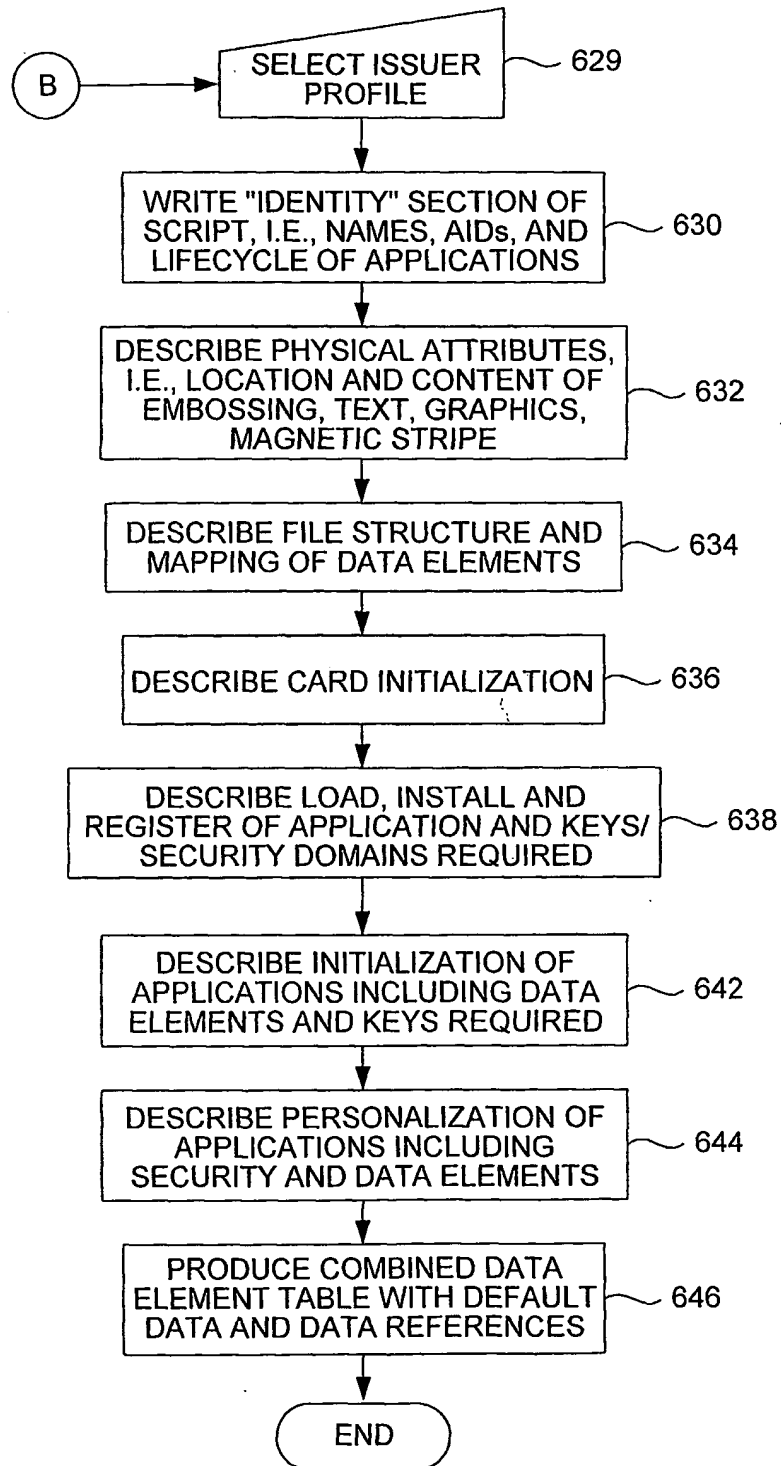 B
SELECT ISSUER
PROFILE
629
WRITE "IDENTITY" SECTION OF
SCRIPT, I.E., NAMES, AIDs, AND
LIFECYCLE OF APPLICATIONS
630
DESCRIBE PHYSICAL ATTRIBUTES,
I.E., LOCATION AND CONTENT OF
EMBOSSING, TEXT, GRAPHICS,
MAGNETIC STRIPE
632
DESCRIBE FILE STRUCTURE AND
MAPPING OF DATA ELEMENTS
634
DESCRIBE CARD INITIALIZATION
636
DESCRIBE LOAD, INSTALL AND
REGISTER OF APPLICATION AND KEYS/
SECURITY DOMAINS REQUIRED
638
DESCRIBE INITIALIZATION OF
APPLICATIONS INCLUDING DATA
ELEMENTS AND KEYS REQUIRED
642
DESCRIBE PERSONALIZATION OF
APPLICATIONS INCLUDING
SECURITY AND DATA ELEMENTS
644
PRODUCE COMBINED DATA
ELEMENT TABLE WITH DEFAULT
DATA AND DATA REFERENCES
646
END